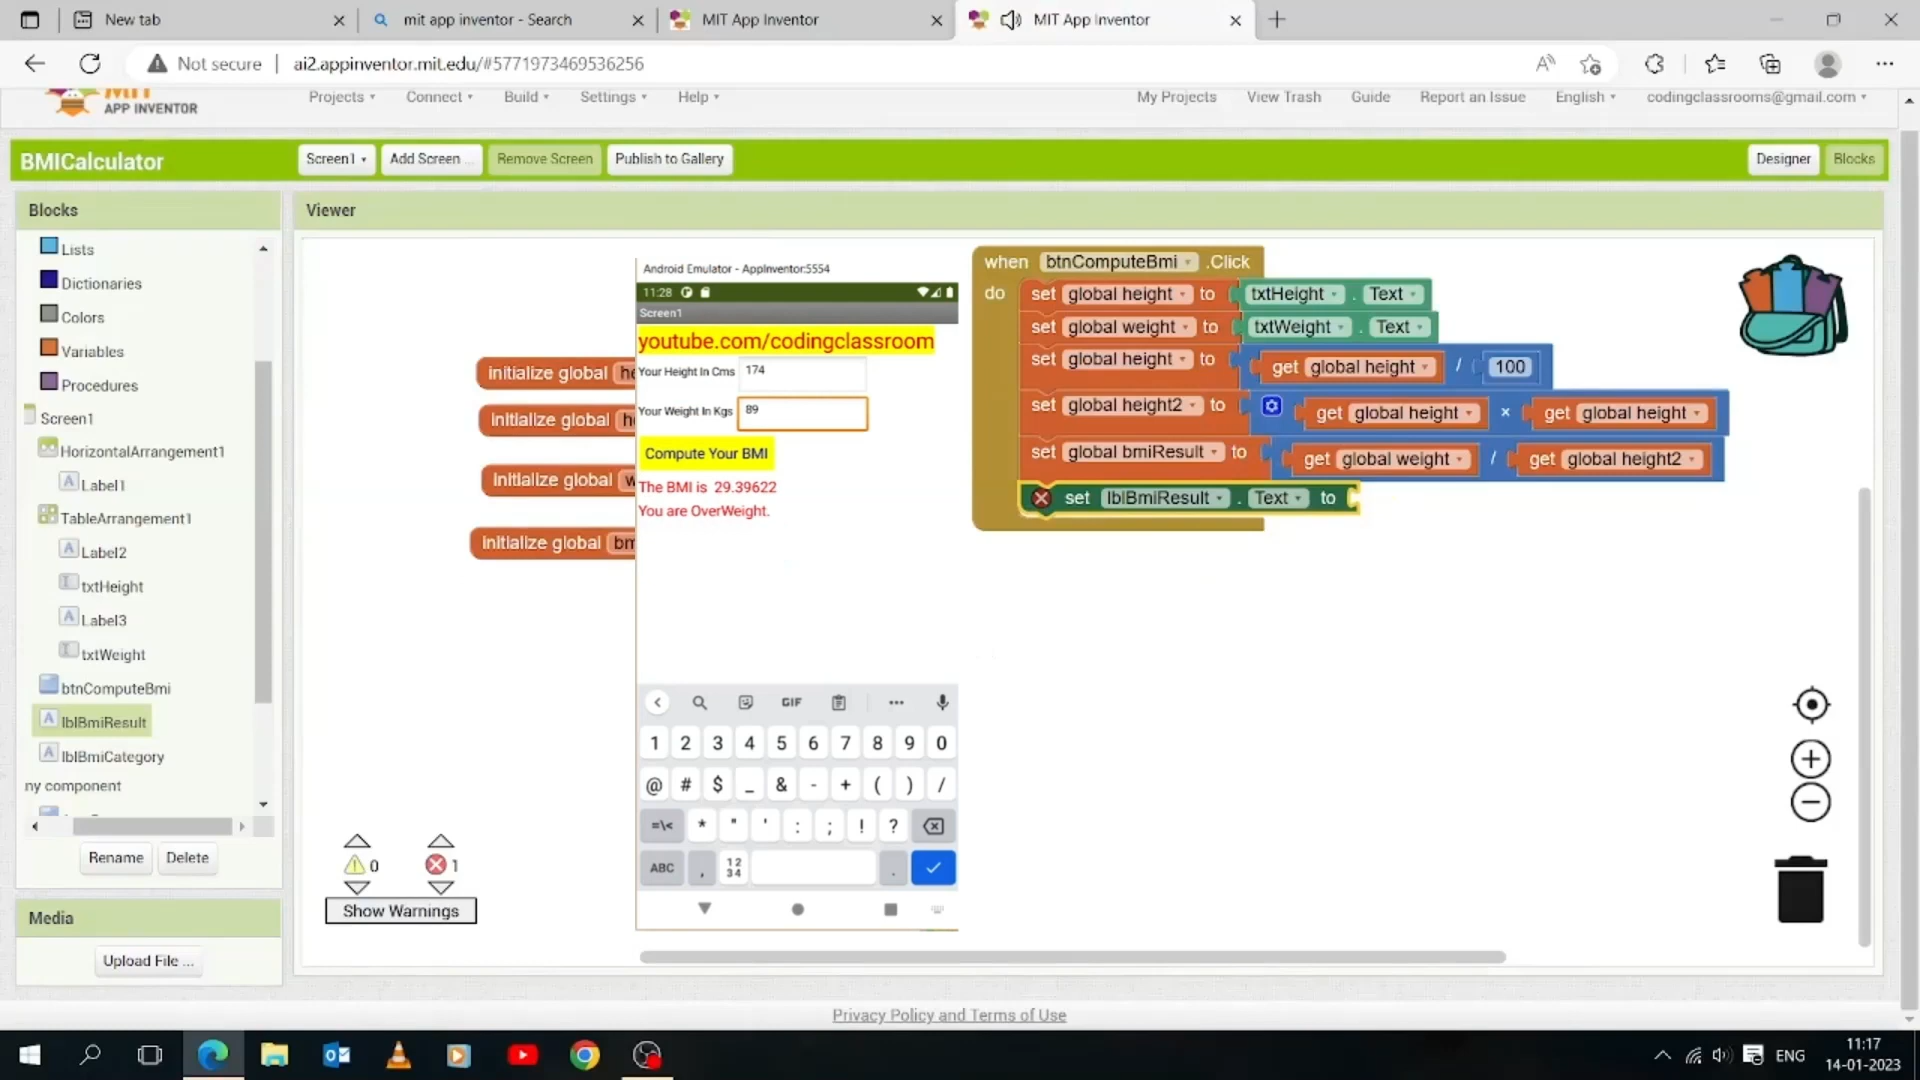 New tab
mit app inventor - Search
MIT App Inventor
MIT App Inventor
Not secure
ai2.appinventor.mit.edu/#5771973469536256
MIT
APP INVENTOR
Projects
Connect
Build
Settings
Help
My Projects
View Trash
Guide
Report an Issue
English
codingclassrooms@gmail.com
BMICalculator
Screen1
Add Screen ...
Remove Screen
Publish to Gallery
Designer
Blocks
Blocks
Lists
Dictionaries
Colors
Variables
Procedures
Screen1
HorizontalArrangement1
Label1
TableArrangement1
Label2
txtHeight
Label3
txtWeight
btnComputeBmi
lblBmiResult
lblBmiCategory
ny component
Rename
Delete
Media
Upload File ...
Viewer
initialize global he
initialize global he
initialize global w
initialize global bm
Android Emulator - AppInventor:5554
11:28
Screen1
youtube.com/codingclassroom
Your Height In Cms 174
Your Weight In Kgs 89
Compute Your BMI
The BMI is 29.39622
You are OverWeight.
GIF
1 2 3 4 5 6 7 8 9 0
@ # $ _ & - + ( ) /
=\< * " ' : ; ! ?
ABC , 12 34 .
when btnComputeBmi .Click
do set global height to txtHeight . Text
set global weight to txtWeight . Text
set global height to get global height / 100
set global height2 to get global height × get global height
set global bmiResult to get global weight / get global height2
set lblBmiResult . Text to
0
1
Show Warnings
Privacy Policy and Terms of Use
ENG
11:17
14-01-2023